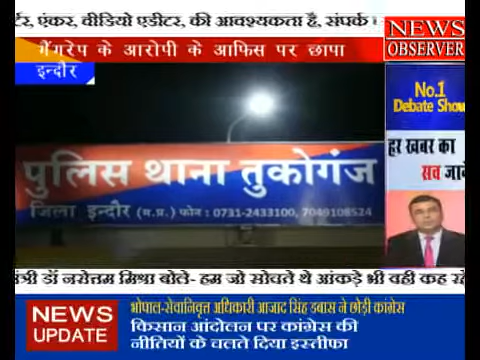 र्टर, एंकर, वीडियो एडीटर, की आवश्यकता है, संपर्क
NEWS
OBSERVER
गैंगरेप के आरोपी के आफिस पर छापा
इन्दौर
No.1
Debate Show
हर खबर का
सच जाने
पुलिस थाना तुकोगंज
जिला इन्दौर (म.प्र.) फोन : 0731-2433100, 7049108524
मंत्री डॉ नरोत्तम मिश्रा बोले- हम जो सोचते थे आंकड़े भी वही कह रहे
NEWS
UPDATE
भोपाल-सेवानिवृत्त अधिकारी आजाद सिंह डबास ने छोड़ी कांग्रेस
किसान आंदोलन पर कांग्रेस की
नीतियों के चलते दिया इस्तीफा